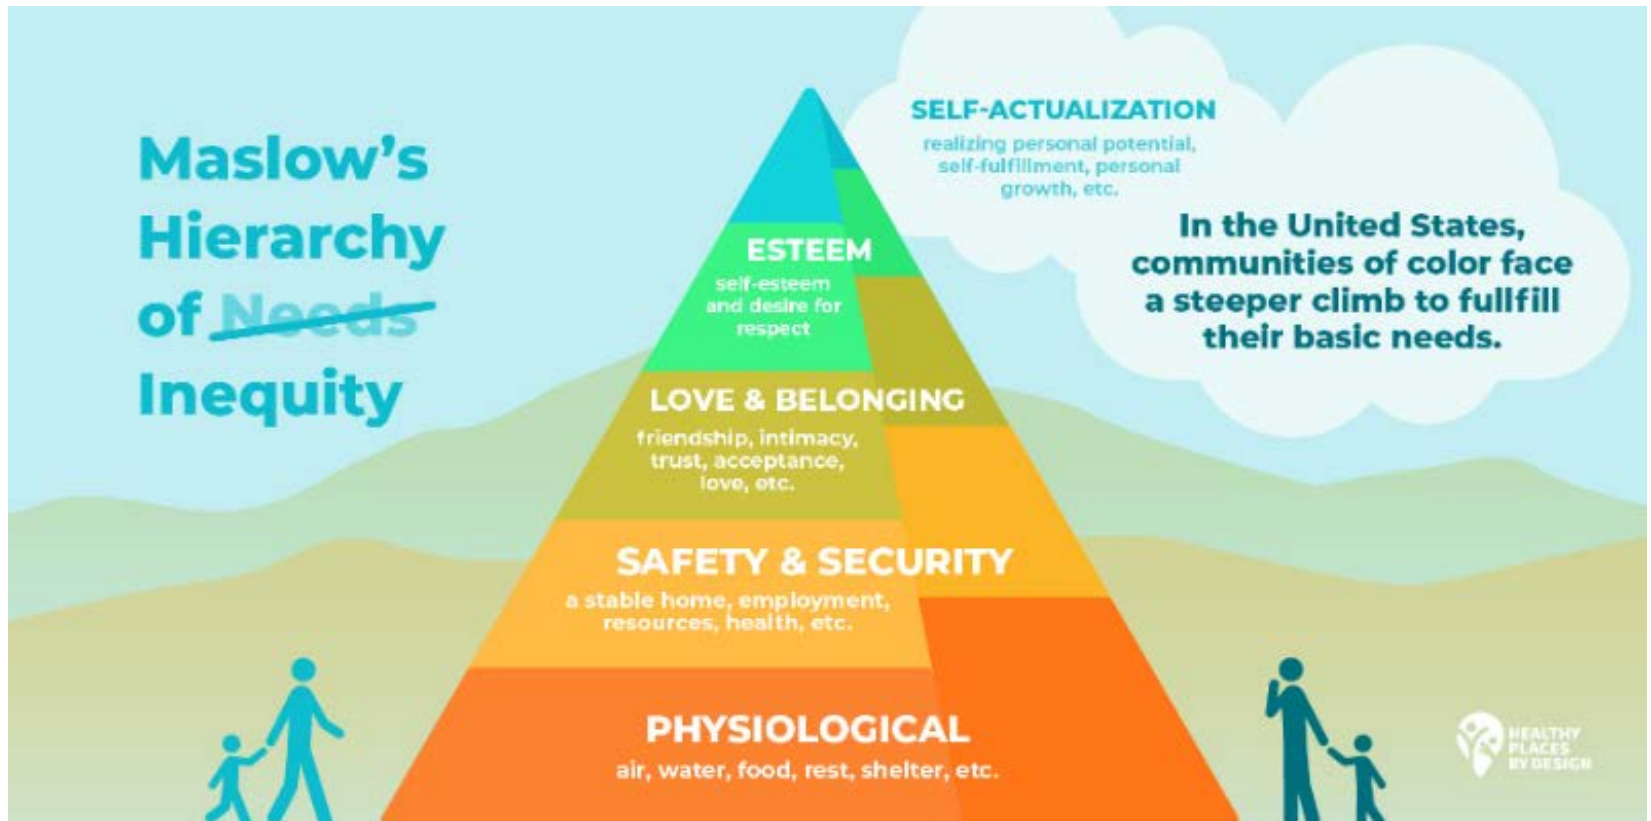 Maslow's
Hierarchy
of Needs
Inequity
SELF-ACTUALIZATION
realizing personal potential,
self-fulfillment, personal
growth, etc.
In the United States,
communities of color face
a steeper climb to fullfill
their basic needs.
ESTEEM
self-esteem
and desire for
respect
LOVE & BELONGING
friendship, intimacy,
trust, acceptance,
love, etc.
SAFETY & SECURITY
a stable home, employment,
resources, health, etc.
PHYSIOLOGICAL
air, water, food, rest, shelter, etc.
HEALTHY
PLACES
BY DESIGN